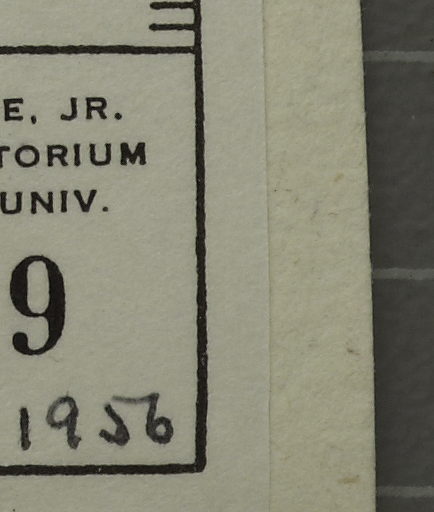 E, JR.
TORIUM
UNIV.
9
1956